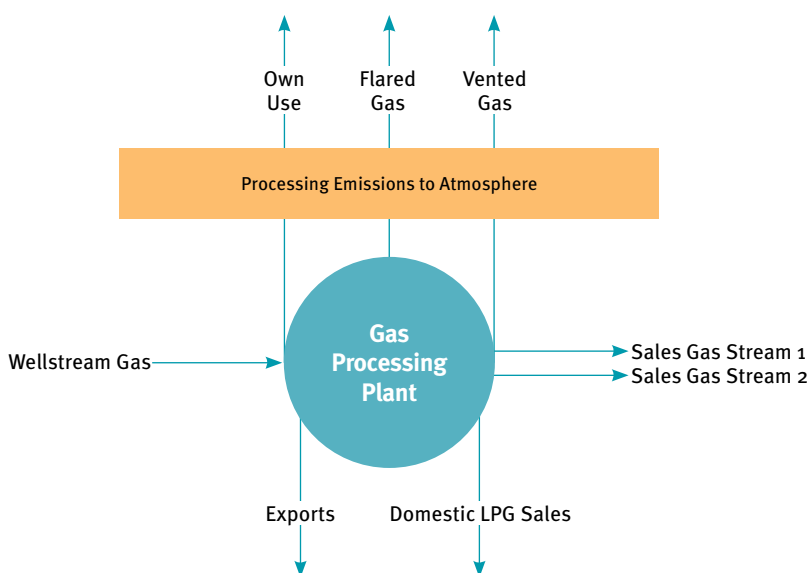 Own
Use
Flared
Gas
Vented
Gas
Processing Emissions to Atmosphere
Gas
Processing
Plant
Wellstream Gas
Sales Gas Stream 1
Sales Gas Stream 2
Exports
Domestic LPG Sales